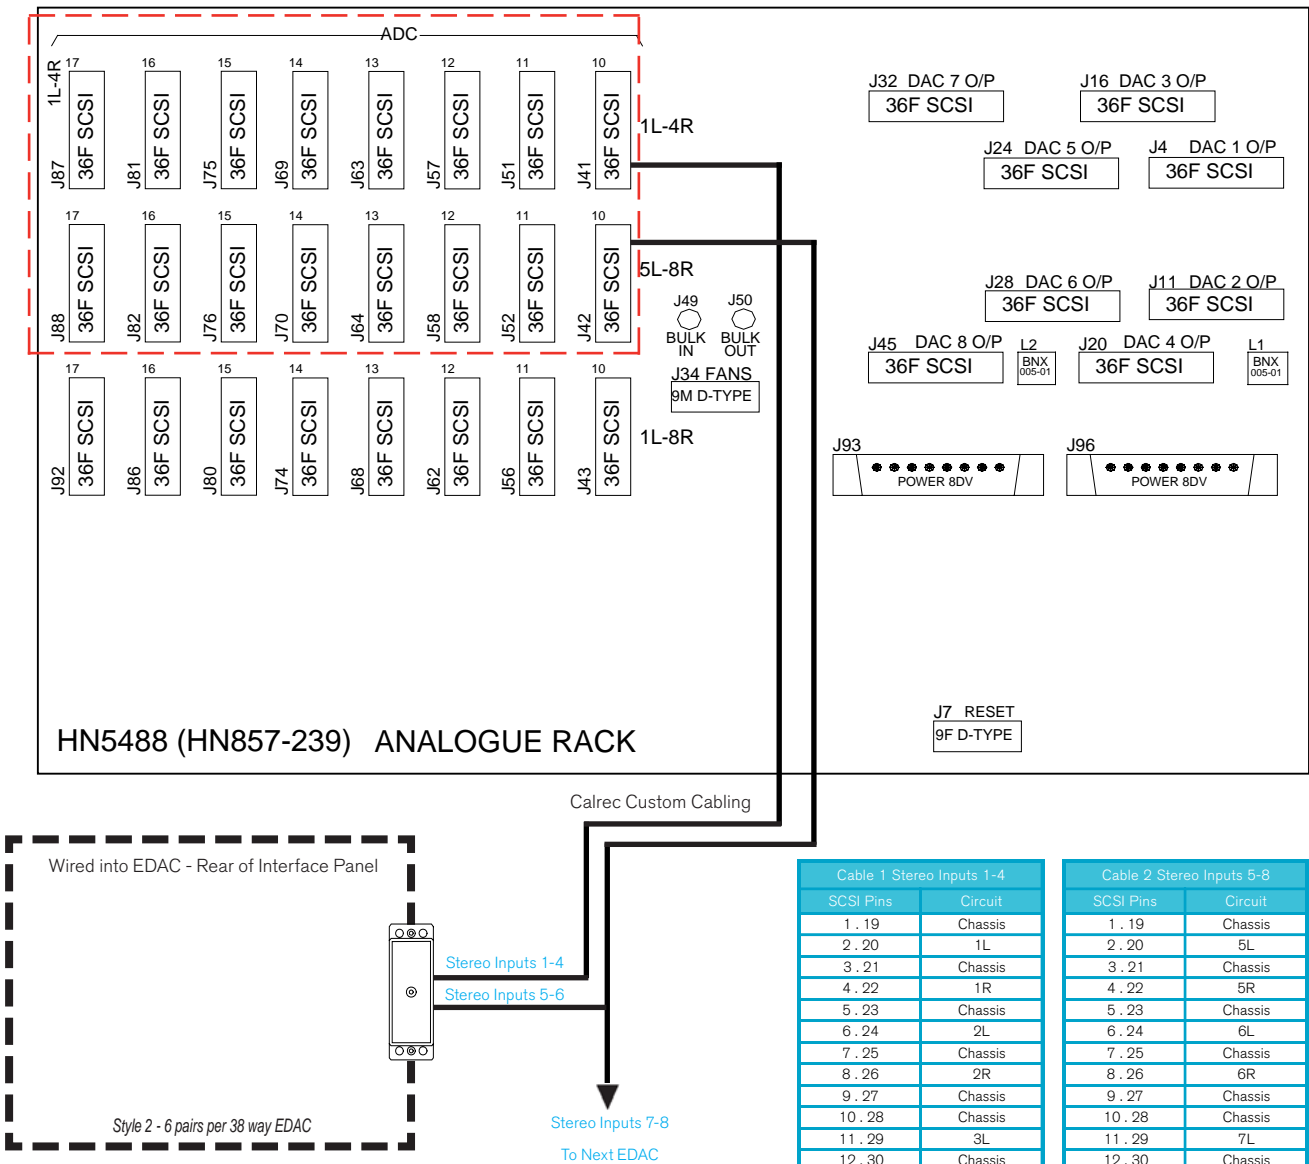 ADC
1L-4R
17 16 15 14 13 12 11 10
J87 36F SCSI
J81 36F SCSI
J75 36F SCSI
J69 36F SCSI
J63 36F SCSI
J57 36F SCSI
J51 36F SCSI
J41 36F SCSI
1L-4R
17 16 15 14 13 12 11 10
J88 36F SCSI
J82 36F SCSI
J76 36F SCSI
J70 36F SCSI
J64 36F SCSI
J58 36F SCSI
J52 36F SCSI
J42 36F SCSI
5L-8R
17 16 15 14 13 12 11 10
J92 36F SCSI
J86 36F SCSI
J80 36F SCSI
J74 36F SCSI
J68 36F SCSI
J62 36F SCSI
J56 36F SCSI
J43 36F SCSI
1L-8R
J49
BULK
IN
J50
BULK
OUT
J34 FANS
9M D-TYPE
J32 DAC 7 O/P
36F SCSI
J16 DAC 3 O/P
36F SCSI
J24 DAC 5 O/P
36F SCSI
J4 DAC 1 O/P
36F SCSI
J28 DAC 6 O/P
36F SCSI
J11 DAC 2 O/P
36F SCSI
J45 DAC 8 O/P
36F SCSI
L2
BNX
005-01
J20 DAC 4 O/P
36F SCSI
L1
BNX
005-01
J93
POWER 8DV
J96
POWER 8DV
J7 RESET
9F D-TYPE
HN5488 (HN857-239) ANALOGUE RACK
Calrec Custom Cabling
Wired into EDAC - Rear of Interface Panel
Stereo Inputs 1-4
Stereo Inputs 5-6
Style 2 - 6 pairs per 38 way EDAC
Stereo Inputs 7-8
To Next EDAC
Cable 1 Stereo Inputs 1-4
SCSI Pins Circuit
1 . 19 Chassis
2 . 20 1L
3 . 21 Chassis
4 . 22 1R
5 . 23 Chassis
6 . 24 2L
7 . 25 Chassis
8 . 26 2R
9 . 27 Chassis
10 . 28 Chassis
11 . 29 3L
12 . 30 Chassis
Cable 2 Stereo Inputs 5-8
SCSI Pins Circuit
1 . 19 Chassis
2 . 20 5L
3 . 21 Chassis
4 . 22 5R
5 . 23 Chassis
6 . 24 6L
7 . 25 Chassis
8 . 26 6R
9 . 27 Chassis
10 . 28 Chassis
11 . 29 7L
12 . 30 Chassis